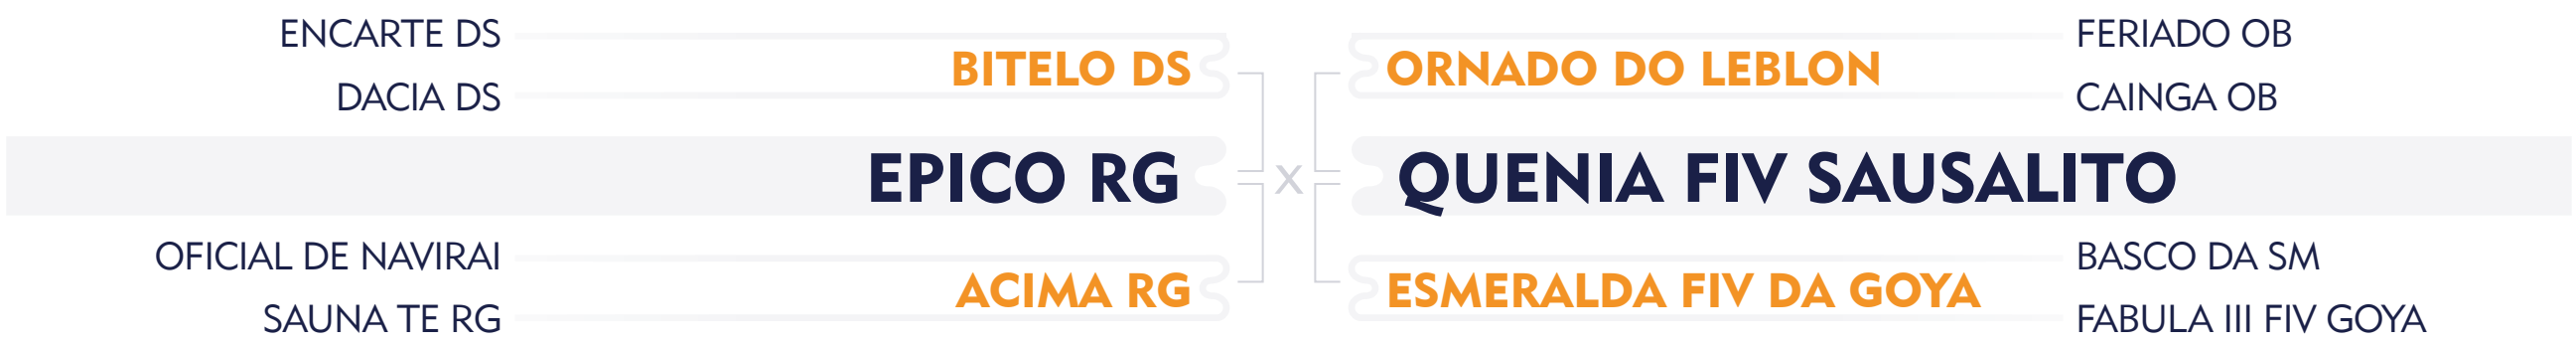 ENCARTE DS
BITELO DS
DACIA DS
EPICO RG
OFICIAL DE NAVIRAI
ACIMA RG
SAUNA TE RG
x
FERIADO OB
ORNADO DO LEBLON
CAINGA OB
QUENIA FIV SAUSALITO
BASCO DA SM
ESMERALDA FIV DA GOYA
FABULA III FIV GOYA